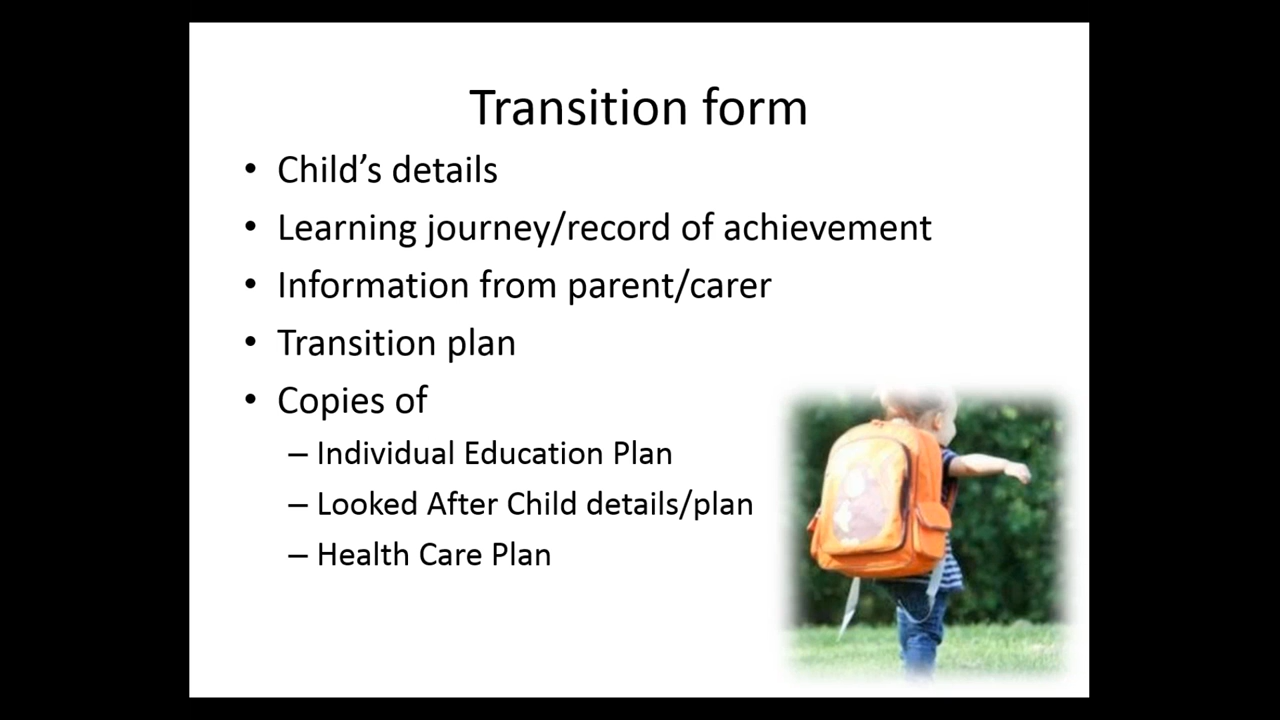 Transition form
• Child’s details
• Learning journey/record of achievement
• Information from parent/carer
• Transition plan
• Copies of
– Individual Education Plan
– Looked After Child details/plan
– Health Care Plan